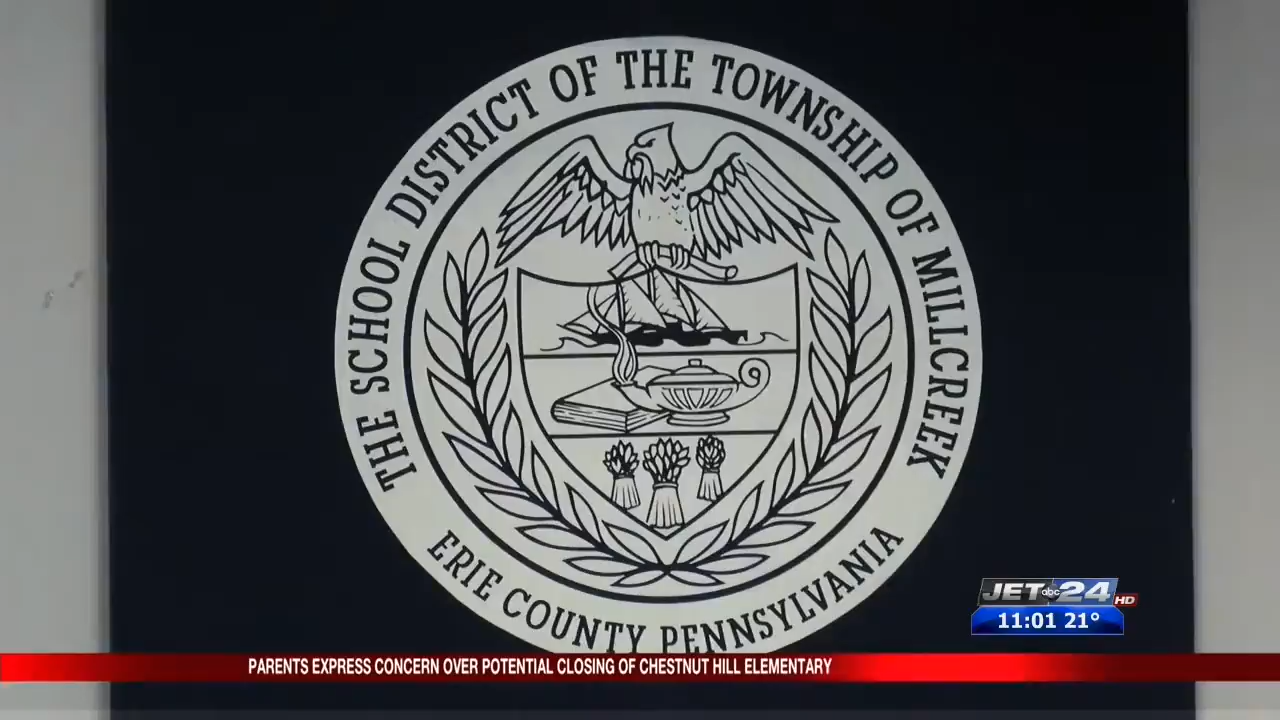 THE SCHOOL DISTRICT OF THE TOWNSHIP OF MILLCREEK
ERIE COUNTY PENNSYLVANIA
JET abc 24 HD
11:01 21°
PARENTS EXPRESS CONCERN OVER POTENTIAL CLOSING OF CHESTNUT HILL ELEMENTARY